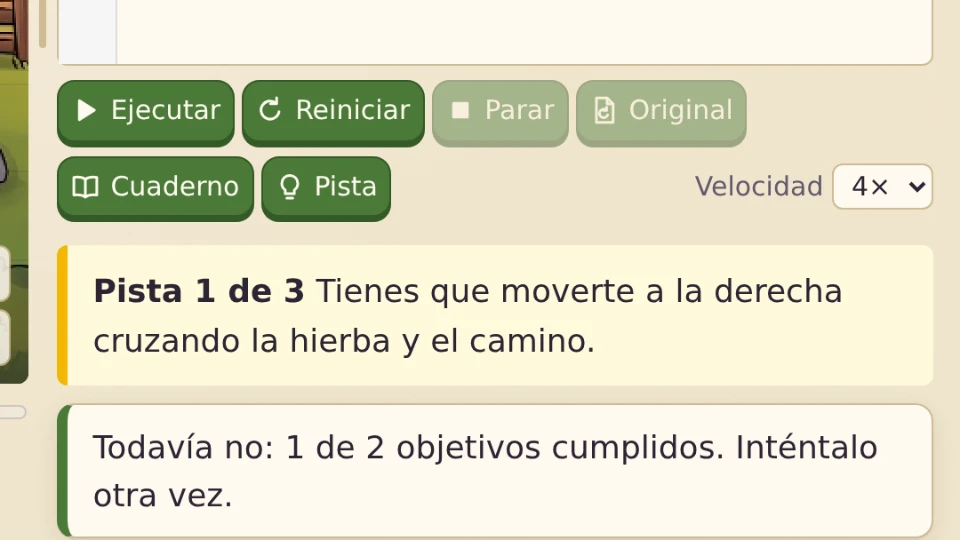 Ejecutar Reiniciar Parar Original
Cuaderno Pista Velocidad 4×
Pista 1 de 3 Tienes que moverte a la derecha
cruzando la hierba y el camino.
Todavía no: 1 de 2 objetivos cumplidos. Inténtalo
otra vez.